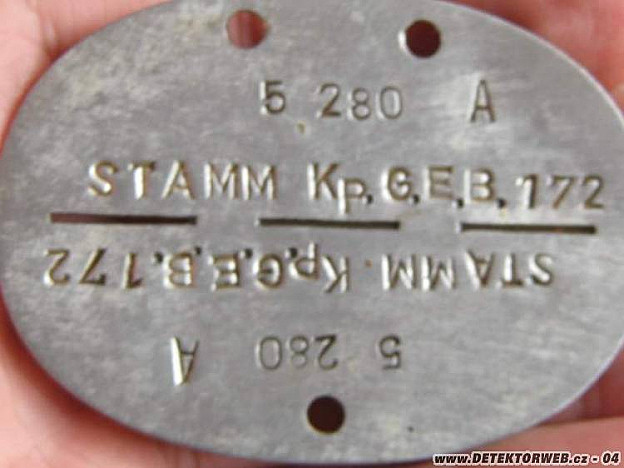 5 280 A
STAMM Kp.G.E.B.172
STAMM.Kp.G.E.B.172
5 280 A
www.DETEKTORWEB.cz - 04